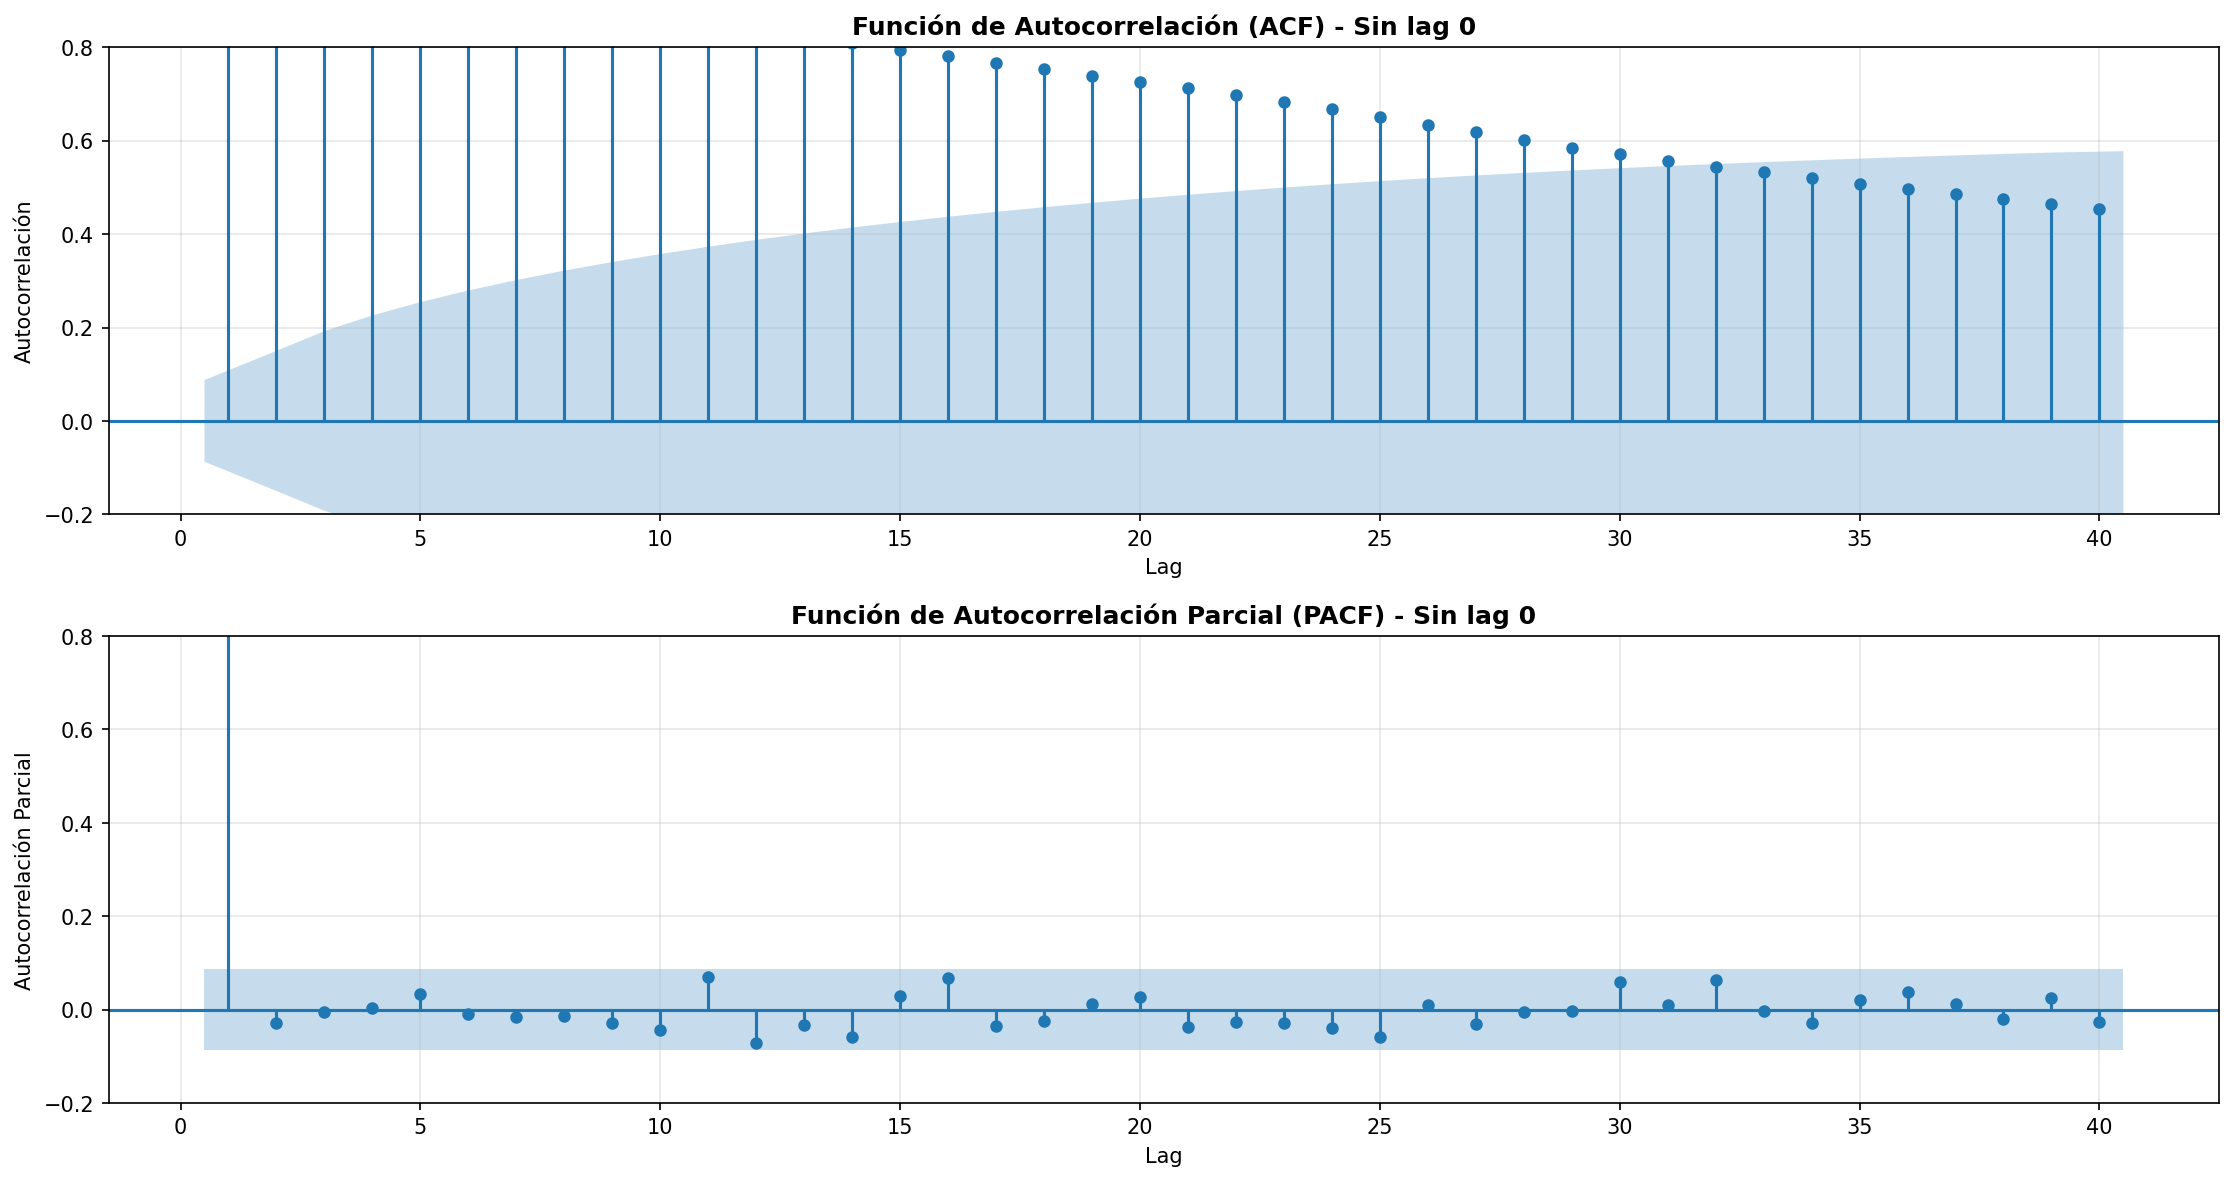 Función de Autocorrelación (ACF) - Sin lag 0
0.8
0.6
0.4
0.2
0.0
−0.2
Autocorrelación
0 5 10 15 20 25 30 35 40
Lag
Función de Autocorrelación Parcial (PACF) - Sin lag 0
0.8
0.6
0.4
0.2
0.0
−0.2
Autocorrelación Parcial
0 5 10 15 20 25 30 35 40
Lag